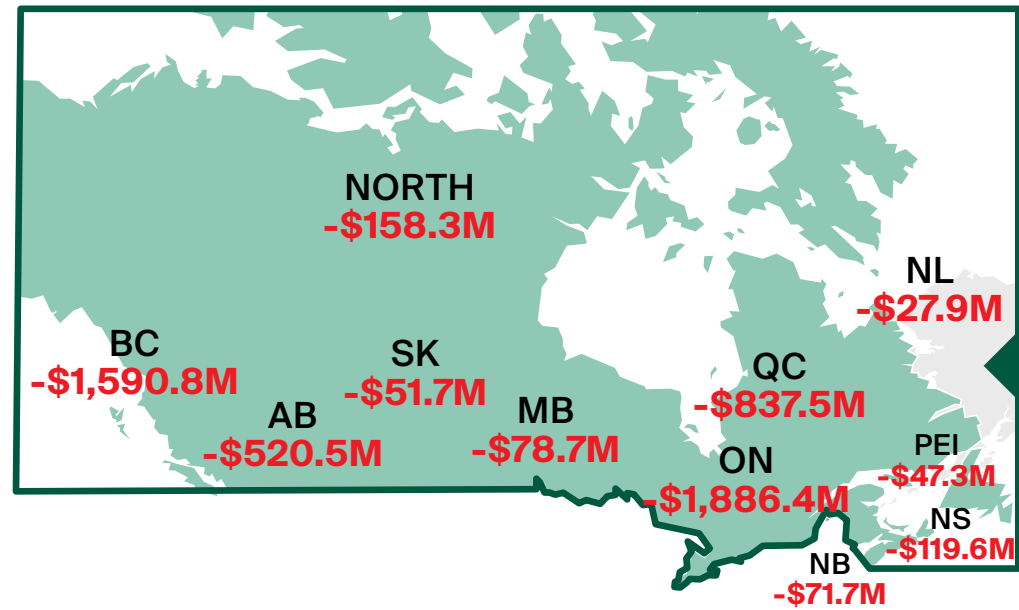 NORTH
-$158.3M
NL
-$27.9M
BC
-$1,590.8M
SK
-$51.7M
QC
-$837.5M
AB
-$520.5M
MB
-$78.7M
ON
-$1,886.4M
PEI
-$47.3M
NS
-$119.6M
NB
-$71.7M